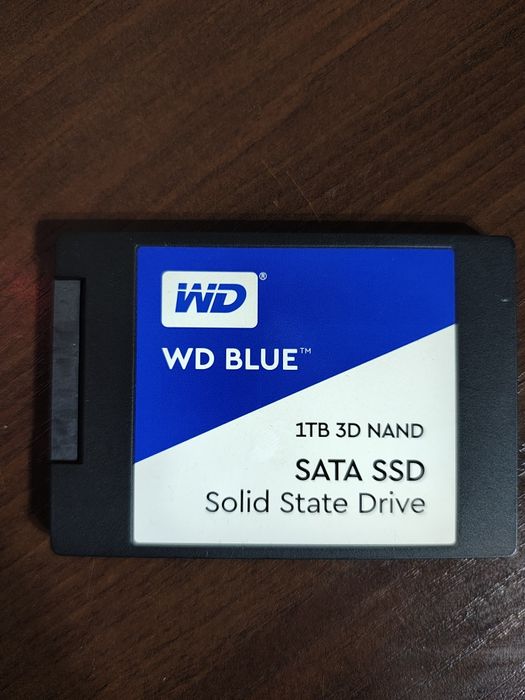 WD®
WD BLUE™
1TB 3D NAND
SATA SSD
Solid State Drive